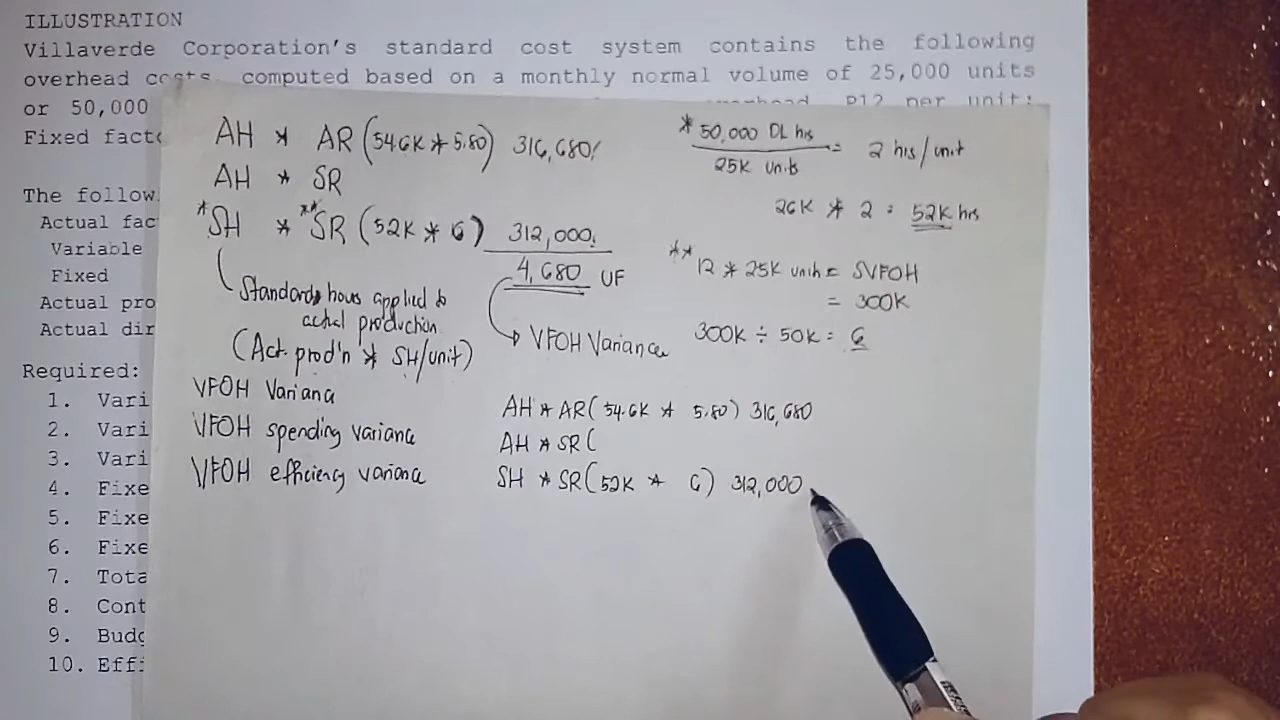 ILLUSTRATION
Villaverde Corporation's standard cost system contains the following
overhead costs, computed based on a monthly normal volume of 25,000 units
or 50,000 overhead P12 per unit:
Fixed facto
The follow
Actual fac
Variable
Fixed
Actual pro
Actual dir
Required:
1. Vari
2. Vari
3. Vari
4. Fixe
5. Fixe
6. Fixe
7. Tota
8. Cont
9. Budg
10. Effi
AH * AR (54.6K * 5.80) 316,680
AH * SR
*SH * **SR (52K * 6) 312,000
4,680 UF
Standard hours applied to
actual production
(Act. prod'n * SH/unit)
VFOH Variance
*50,000 DL hrs = 2 hrs/unit
25K units
26K * 2 = 52K hrs
** 12 * 25K units = SVFOH
= 300K
300K ÷ 50K = 6
VFOH Variance
VFOH spending variance
VFOH efficiency variance
AH * AR (54.6K * 5.80) 316,680
AH * SR (
SH * SR (52K * 6) 312,000